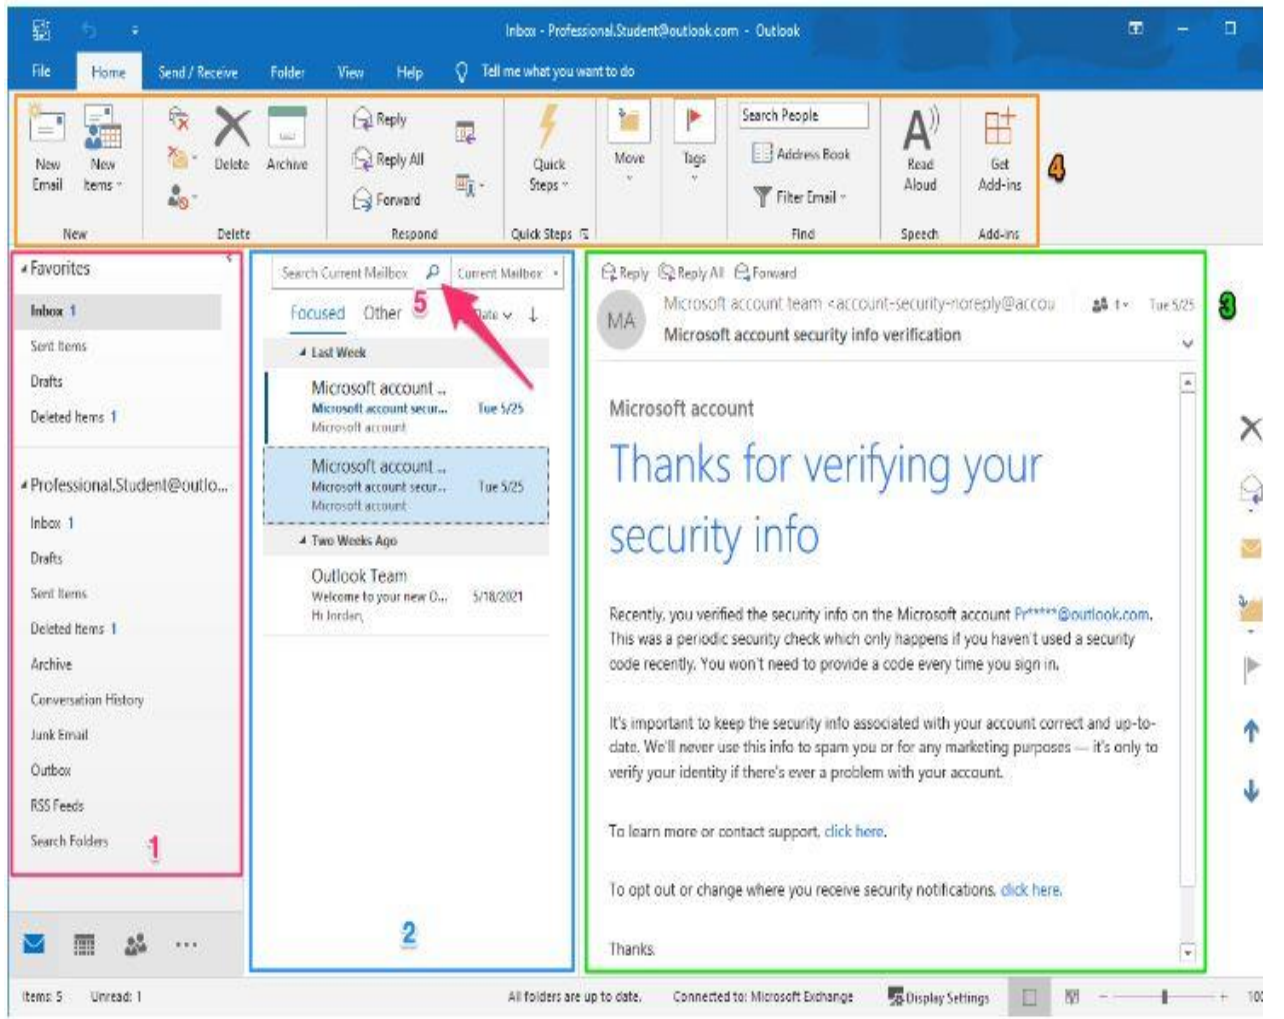 Inbox - Professional.Student@outlook.com - Outlook
File Home Send / Receive Folder View Help Tell me what you want to do
New Email
New Items
Delete
Archive
Reply
Reply All
Forward
Quick Steps
Move
Tags
Search People
Address Book
Filter Email
Read Aloud
Get Add-ins
4
New Delete Respond Quick Steps Find Speech Add-ins
Favorites
Inbox 1
Sent Items
Drafts
Deleted Items 1
Professional.Student@outlo...
Inbox 1
Drafts
Sent Items
Deleted Items 1
Archive
Conversation History
Junk Email
Outbox
RSS Feeds
Search Folders
1
Search Current Mailbox Current Mailbox
5
Focused Other Date
Last Week
Microsoft account ...
Microsoft account secur... Tue 5/25
Microsoft account
Microsoft account ...
Microsoft account secur... Tue 5/25
Microsoft account
Two Weeks Ago
Outlook Team
Welcome to your new O... 5/18/2021
Hi Jordan,
2
Reply Reply All Forward
MA
Microsoft account team <account-security-noreply@accou 1 Tue 5/25
3
Microsoft account security info verification
Microsoft account
Thanks for verifying your
security info
Recently, you verified the security info on the Microsoft account Pr*****@outlook.com.
This was a periodic security check which only happens if you haven't used a security
code recently. You won't need to provide a code every time you sign in.
It's important to keep the security info associated with your account correct and up-to-
date. We'll never use this info to spam you or for any marketing purposes — it's only to
verify your identity if there's ever a problem with your account.
To learn more or contact support, click here.
To opt out or change where you receive security notifications, click here.
Thanks,
Items: 5 Unread: 1 All folders are up to date. Connected to: Microsoft Exchange Display Settings 100